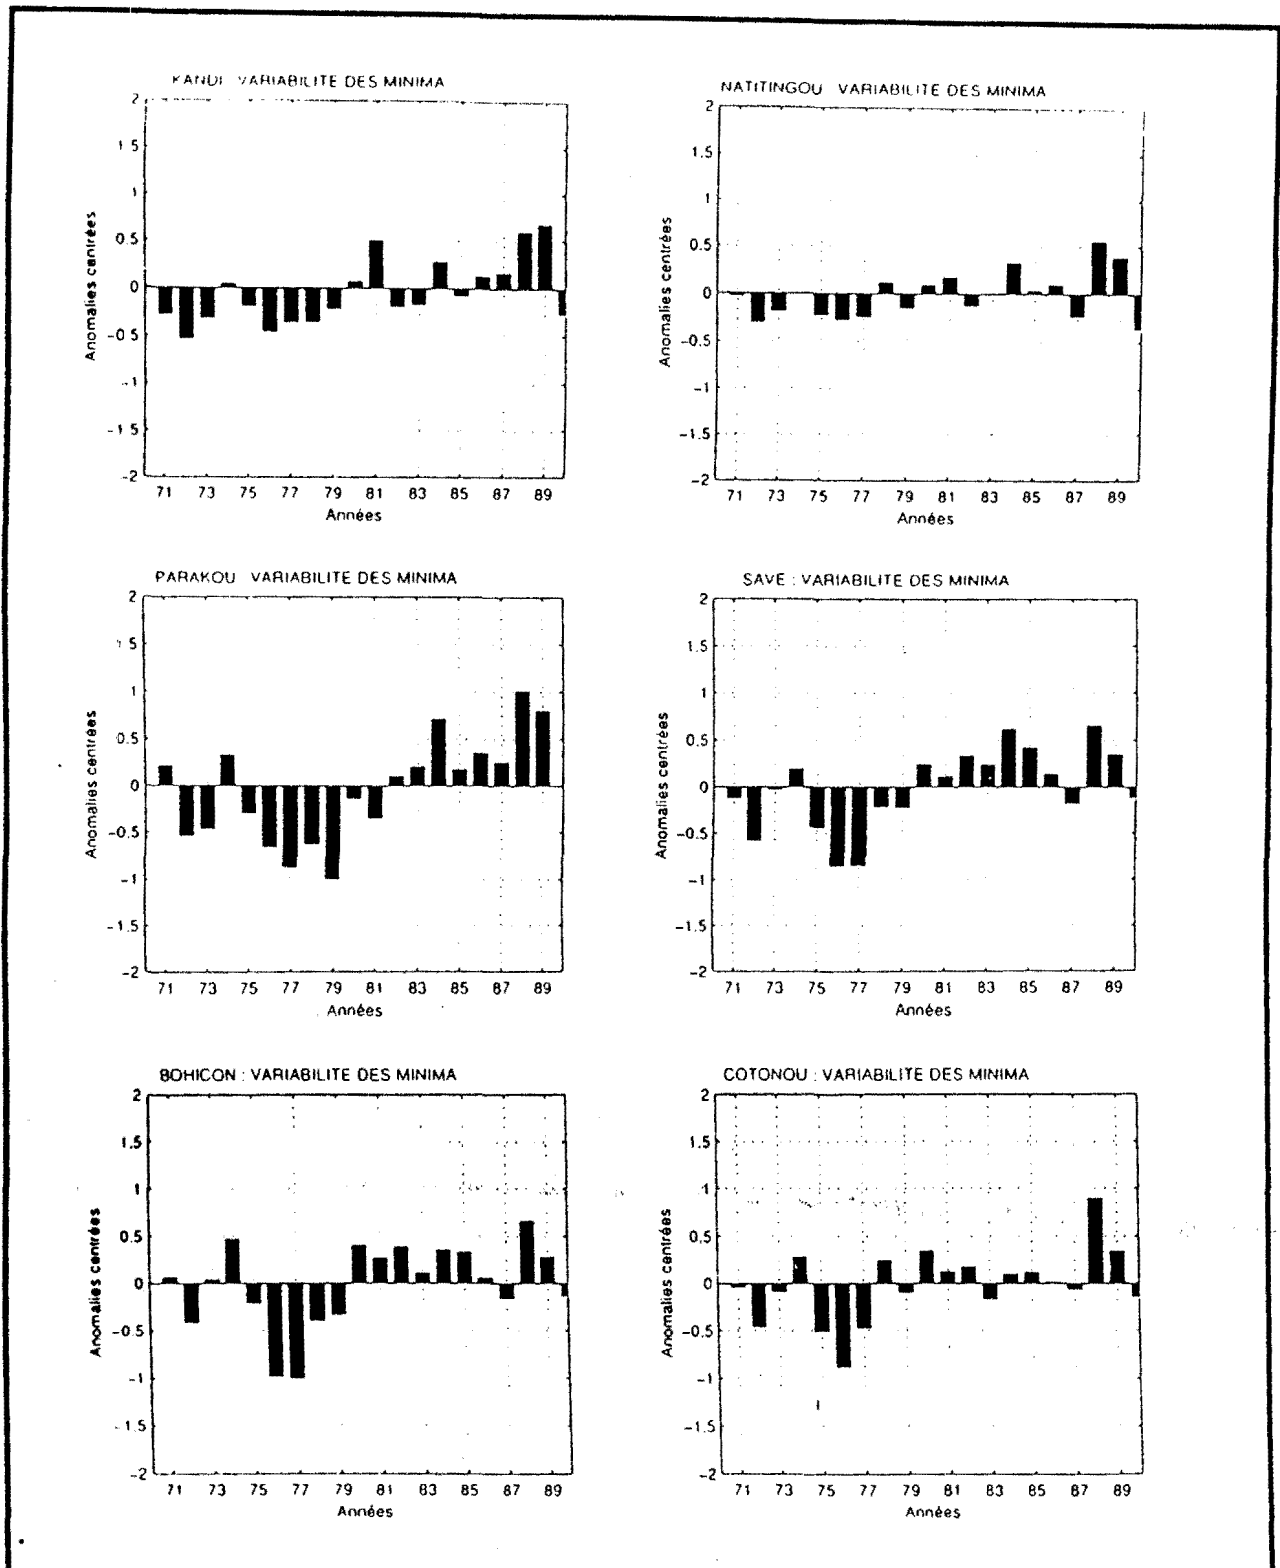 KANDI VARIABILITE DES MINIMA
2
1.5
1
0.5
0
-0.5
-1
-1.5
-2
Anomalies centrées
71 73 75 77 79 81 83 85 87 89
Années
NATITINGOU VARIABILITE DES MINIMA
2
1.5
1
0.5
0
-0.5
-1
-1.5
-2
Anomalies centrées
71 73 75 77 79 81 83 85 87 89
Années
PARAKOU VARIABILITE DES MINIMA
2
1.5
1
0.5
0
-0.5
-1
-1.5
-2
Anomalies centrées
71 73 75 77 79 81 83 85 87 89
Années
SAVE : VARIABILITE DES MINIMA
2
1.5
1
0.5
0
-0.5
-1
-1.5
-2
Anomalies centrées
71 73 75 77 79 81 83 85 87 89
Années
BOHICON : VARIABILITE DES MINIMA
2
1.5
1
0.5
0
-0.5
-1
-1.5
-2
Anomalies centrées
71 73 75 77 79 81 83 85 87 89
Années
COTONOU : VARIABILITE DES MINIMA
2
1.5
1
0.5
0
-0.5
-1
-1.5
-2
Anomalies centrées
71 73 75 77 79 81 83 85 87 89
Années